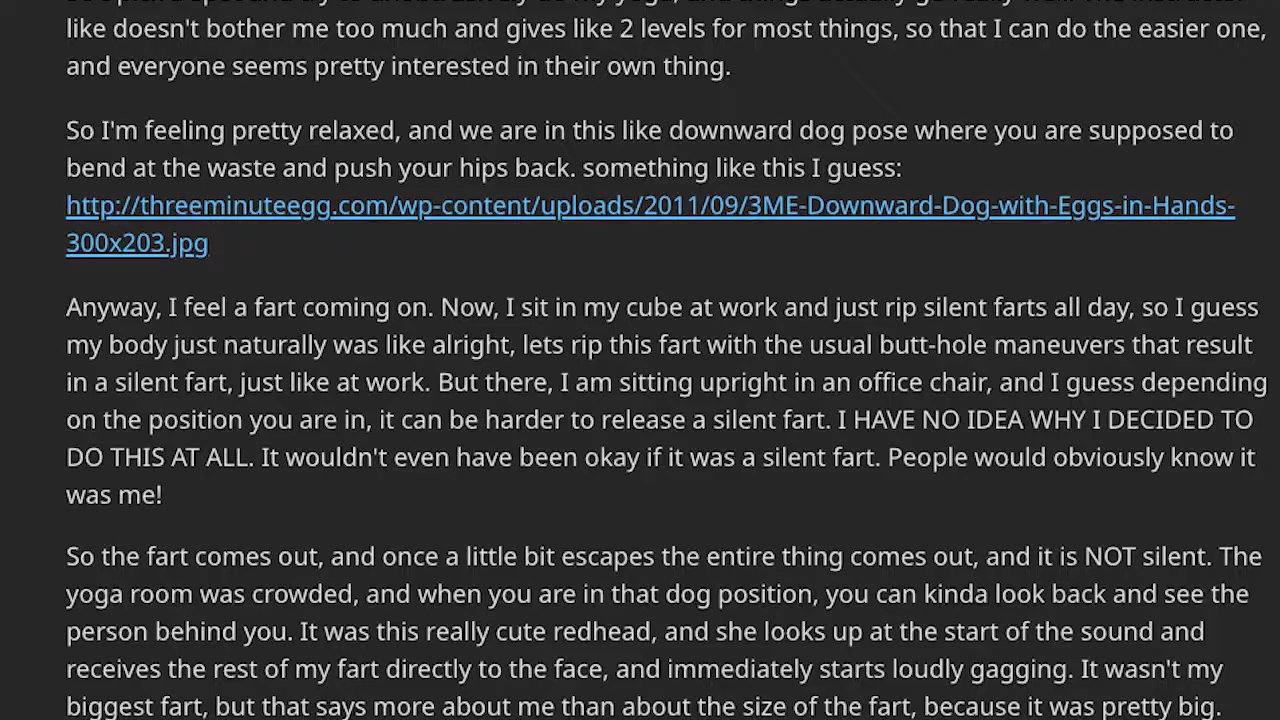 like doesn't bother me too much and gives like 2 levels for most things, so that I can do the easier one,
and everyone seems pretty interested in their own thing.
So I'm feeling pretty relaxed, and we are in this like downward dog pose where you are supposed to
bend at the waste and push your hips back. something like this I guess:
http://threeminuteegg.com/wp-content/uploads/2011/09/3ME-Downward-Dog-with-Eggs-in-Hands-
300x203.jpg
Anyway, I feel a fart coming on. Now, I sit in my cube at work and just rip silent farts all day, so I guess
my body just naturally was like alright, lets rip this fart with the usual butt-hole maneuvers that result
in a silent fart, just like at work. But there, I am sitting upright in an office chair, and I guess depending
on the position you are in, it can be harder to release a silent fart. I HAVE NO IDEA WHY I DECIDED TO
DO THIS AT ALL. It wouldn't even have been okay if it was a silent fart. People would obviously know it
was me!
So the fart comes out, and once a little bit escapes the entire thing comes out, and it is NOT silent. The
yoga room was crowded, and when you are in that dog position, you can kinda look back and see the
person behind you. It was this really cute redhead, and she looks up at the start of the sound and
receives the rest of my fart directly to the face, and immediately starts loudly gagging. It wasn't my
biggest fart, but that says more about me than about the size of the fart, because it was pretty big.